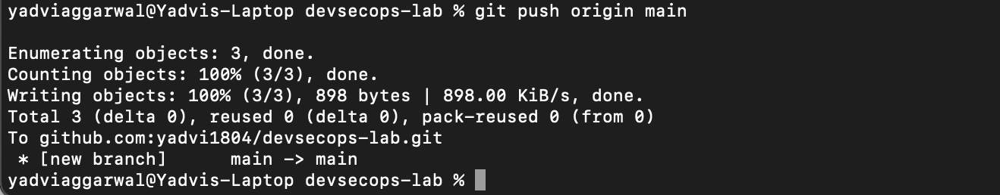 yadviaggarwal@Yadvis-Laptop devsecops-lab % git push origin main
Enumerating objects: 3, done.
Counting objects: 100% (3/3), done.
Writing objects: 100% (3/3), 898 bytes | 898.00 KiB/s, done.
Total 3 (delta 0), reused 0 (delta 0), pack-reused 0 (from 0)
To github.com:yadvi1804/devsecops-lab.git
 * [new branch]      main -> main
yadviaggarwal@Yadvis-Laptop devsecops-lab %